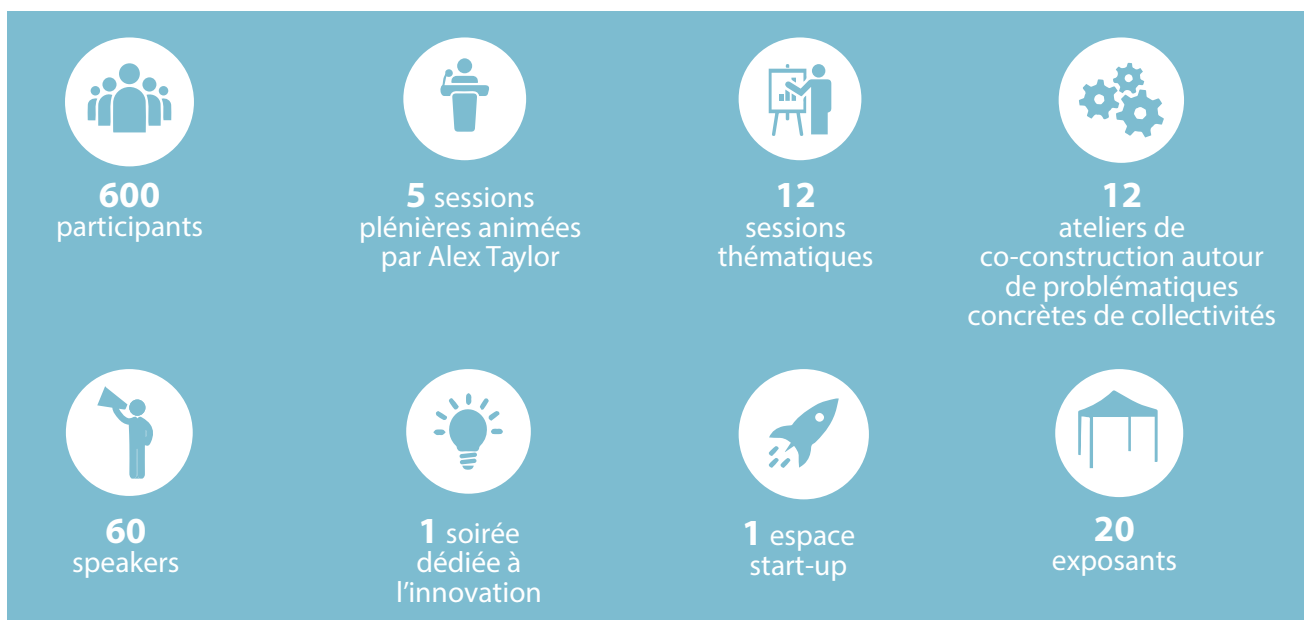 600
participants
5 sessions
plénières animées
par Alex Taylor
12
sessions
thématiques
12
ateliers de
co-construction autour
de problématiques
concrètes de collectivités
60
speakers
1 soirée
dédiée à
l’innovation
1 espace
start-up
20
exposants